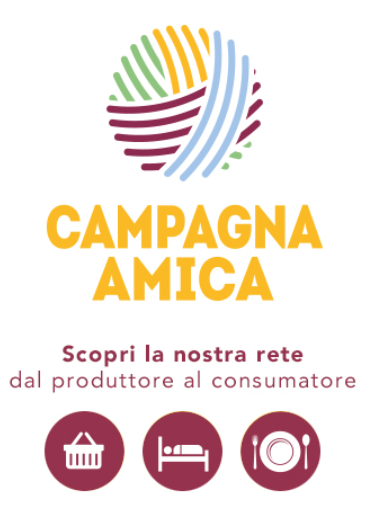 CAMPAGNA
AMICA
Scopri la nostra rete
dal produttore al consumatore